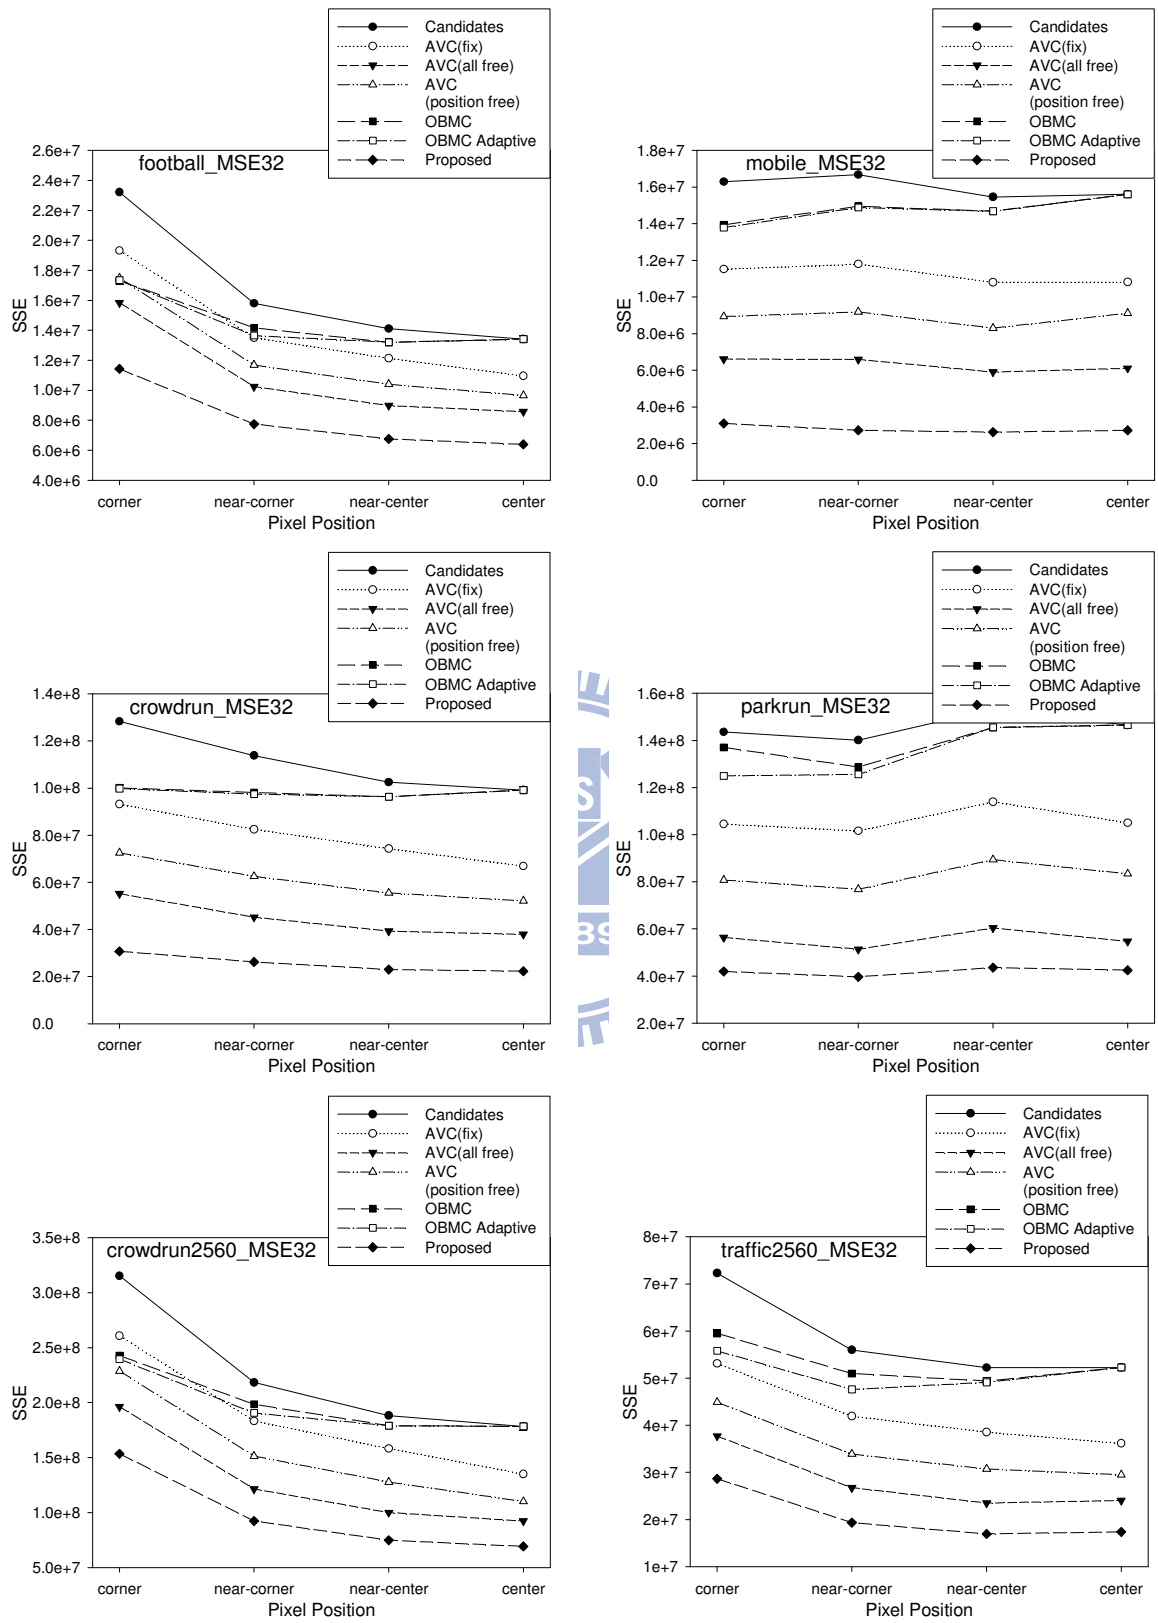 Candidates
AVC(fix)
AVC(all free)
AVC
(position free)
OBMC
OBMC Adaptive
Proposed
football_MSE32
2.6e+7
2.4e+7
2.2e+7
2.0e+7
1.8e+7
1.6e+7
1.4e+7
1.2e+7
1.0e+7
8.0e+6
6.0e+6
4.0e+6
SSE
corner near-corner near-center center
Pixel Position
Candidates
AVC(fix)
AVC(all free)
AVC
(position free)
OBMC
OBMC Adaptive
Proposed
mobile_MSE32
1.8e+7
1.6e+7
1.4e+7
1.2e+7
1.0e+7
8.0e+6
6.0e+6
4.0e+6
2.0e+6
0.0
SSE
corner near-corner near-center center
Pixel Position
Candidates
AVC(fix)
AVC(all free)
AVC
(position free)
OBMC
OBMC Adaptive
Proposed
crowdrun_MSE32
1.4e+8
1.2e+8
1.0e+8
8.0e+7
6.0e+7
4.0e+7
2.0e+7
0.0
SSE
corner near-corner near-center center
Pixel Position
Candidates
AVC(fix)
AVC(all free)
AVC
(position free)
OBMC
OBMC Adaptive
Proposed
parkrun_MSE32
1.6e+8
1.4e+8
1.2e+8
1.0e+8
8.0e+7
6.0e+7
4.0e+7
2.0e+7
SSE
corner near-corner near-center center
Pixel Position
Candidates
AVC(fix)
AVC(all free)
AVC
(position free)
OBMC
OBMC Adaptive
Proposed
crowdrun2560_MSE32
3.5e+8
3.0e+8
2.5e+8
2.0e+8
1.5e+8
1.0e+8
5.0e+7
SSE
corner near-corner near-center center
Pixel Position
Candidates
AVC(fix)
AVC(all free)
AVC
(position free)
OBMC
OBMC Adaptive
Proposed
traffic2560_MSE32
8e+7
7e+7
6e+7
5e+7
4e+7
3e+7
2e+7
1e+7
SSE
corner near-corner near-center center
Pixel Position